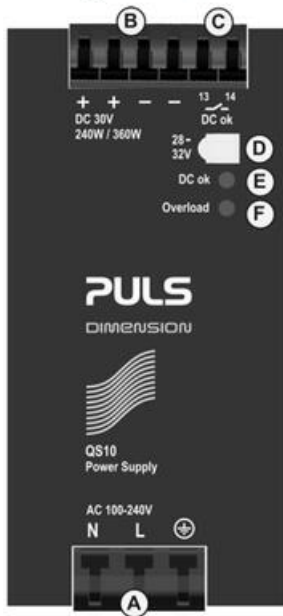 B C
+ + − − 13 14
DC 30V
240W / 360W
DC ok
28-
32V
D
DC ok E
Overload F
PULS
DIMENSION
QS10
Power Supply
AC 100-240V
N L
A